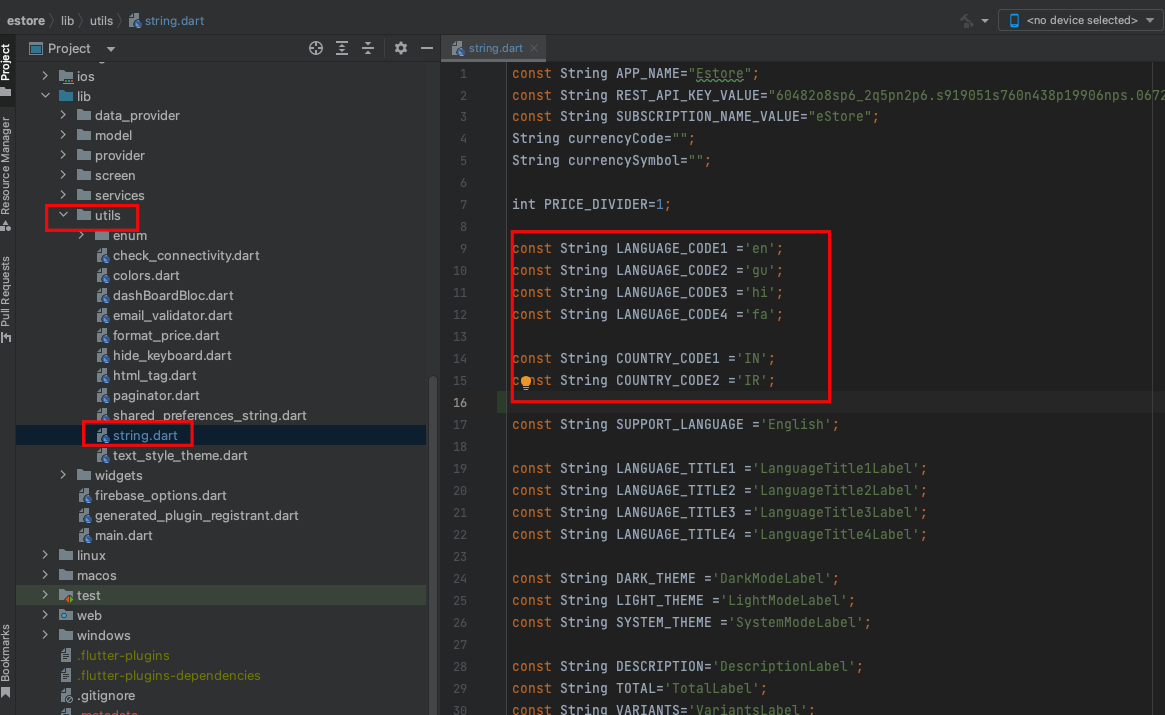 estore lib utils string.dart
<no device selected>
Project
Project
string.dart
Resource Manager
Pull Requests
Bookmarks
ios
lib
data_provider
model
provider
screen
services
utils
enum
check_connectivity.dart
colors.dart
dashBoardBloc.dart
email_validator.dart
format_price.dart
hide_keyboard.dart
html_tag.dart
paginator.dart
shared_preferences_string.dart
string.dart
text_style_theme.dart
widgets
firebase_options.dart
generated_plugin_registrant.dart
main.dart
linux
macos
test
web
windows
.flutter-plugins
.flutter-plugins-dependencies
.gitignore
.metadata
1 const String APP_NAME="Estore";
2 const String REST_API_KEY_VALUE="60482o8sp6_2q5pn2p6.s919051s760n438p19906nps.0672
3 const String SUBSCRIPTION_NAME_VALUE="eStore";
4 String currencyCode="";
5 String currencySymbol="";
6
7 int PRICE_DIVIDER=1;
8
9 const String LANGUAGE_CODE1 ='en';
10 const String LANGUAGE_CODE2 ='gu';
11 const String LANGUAGE_CODE3 ='hi';
12 const String LANGUAGE_CODE4 ='fa';
13
14 const String COUNTRY_CODE1 ='IN';
15 const String COUNTRY_CODE2 ='IR';
16
17 const String SUPPORT_LANGUAGE ='English';
18
19 const String LANGUAGE_TITLE1 ='LanguageTitle1Label';
20 const String LANGUAGE_TITLE2 ='LanguageTitle2Label';
21 const String LANGUAGE_TITLE3 ='LanguageTitle3Label';
22 const String LANGUAGE_TITLE4 ='LanguageTitle4Label';
23
24 const String DARK_THEME ='DarkModeLabel';
25 const String LIGHT_THEME ='LightModeLabel';
26 const String SYSTEM_THEME ='SystemModeLabel';
27
28 const String DESCRIPTION='DescriptionLabel';
29 const String TOTAL='TotalLabel';
30 const String VARIANTS='VariantsLabel';